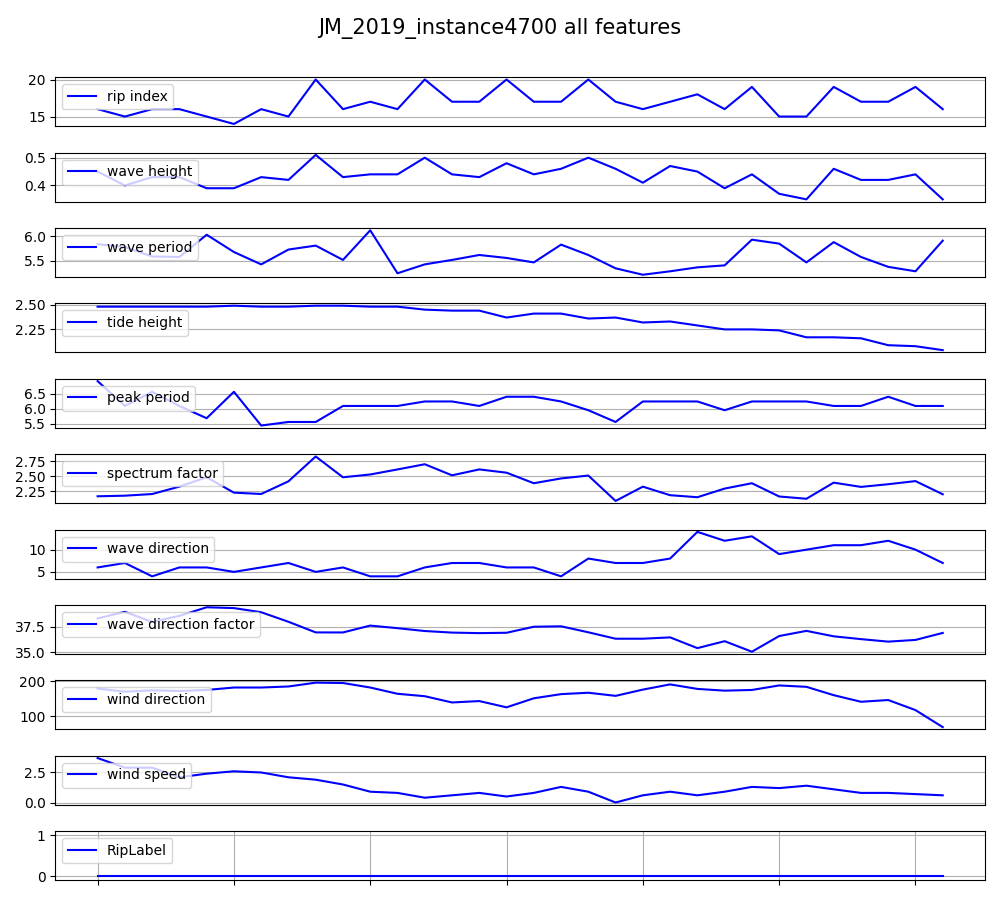 JM_2019_instance4700 all features
20
15
rip index
0.5
0.4
wave height
6.0
5.5
wave period
2.50
2.25
tide height
6.5
6.0
5.5
peak period
2.75
2.50
2.25
spectrum factor
10
5
wave direction
37.5
35.0
wave direction factor
200
100
wind direction
2.5
0.0
wind speed
1
0
RipLabel